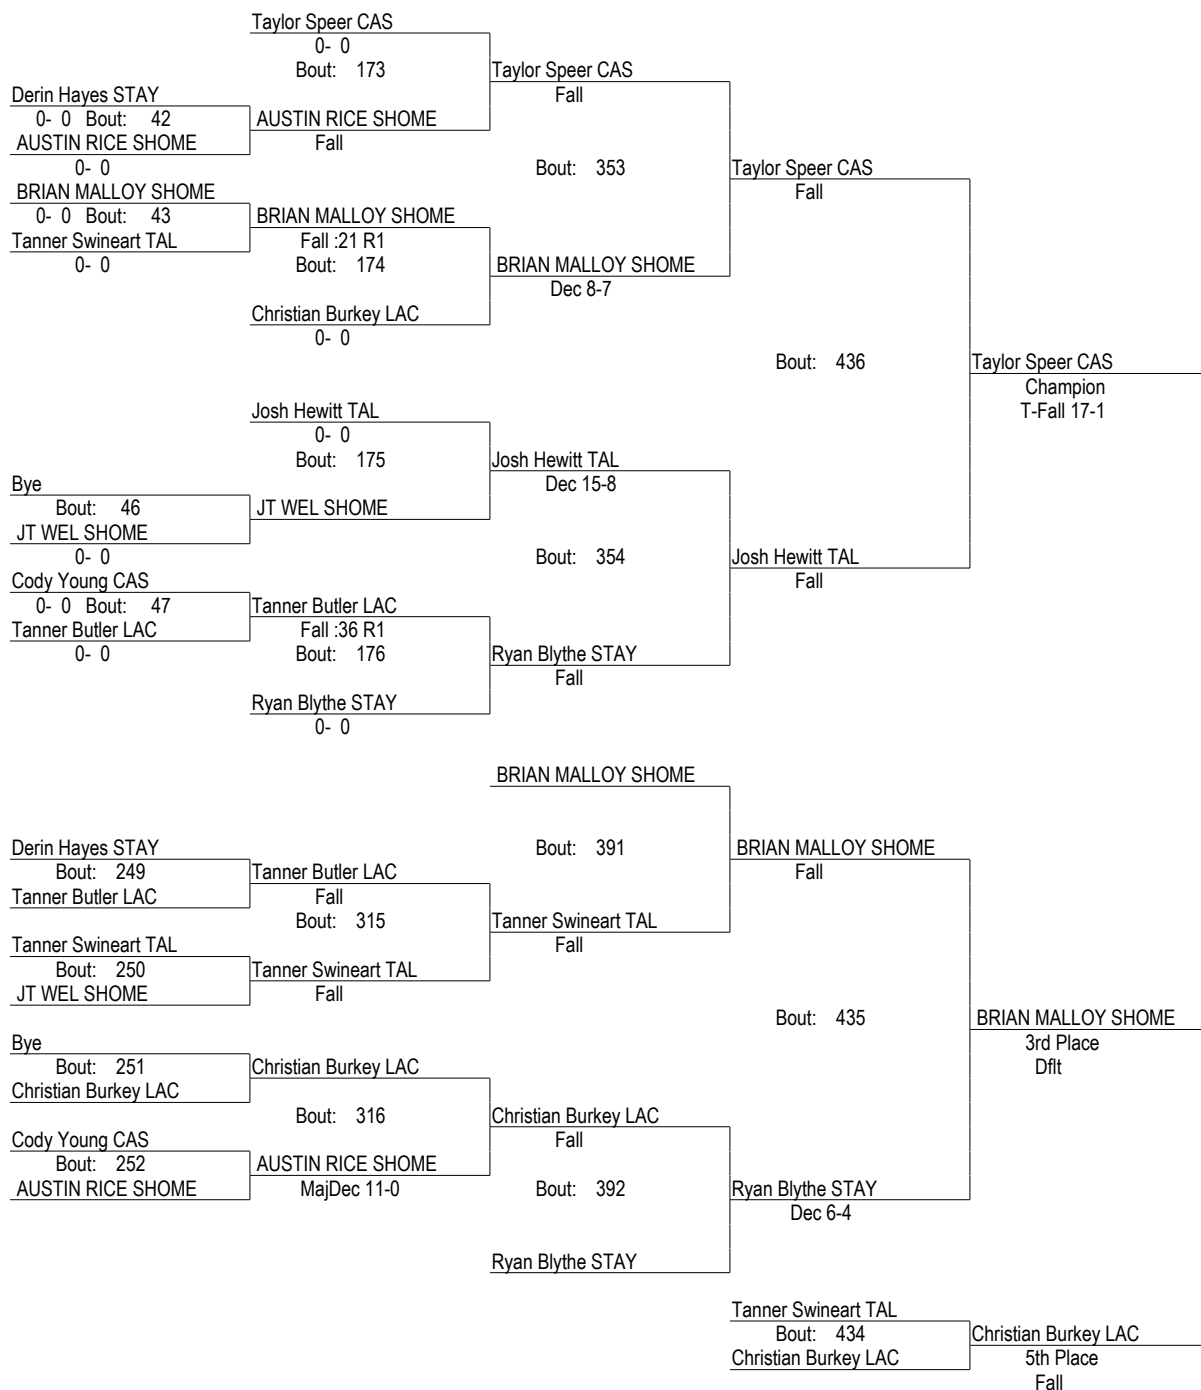 Taylor Speer CAS
0- 0
Bout: 173
Taylor Speer CAS
Fall
Derin Hayes STAY
0- 0 Bout: 42
AUSTIN RICE SHOME
AUSTIN RICE SHOME
Fall
0- 0
Bout: 353
Taylor Speer CAS
Fall
BRIAN MALLOY SHOME
0- 0 Bout: 43
BRIAN MALLOY SHOME
Tanner Swineart TAL
Fall :21 R1
0- 0
Bout: 174
BRIAN MALLOY SHOME
Dec 8-7
Christian Burkey LAC
0- 0
Bout: 436
Taylor Speer CAS
Champion
T-Fall 17-1
Josh Hewitt TAL
0- 0
Bout: 175
Josh Hewitt TAL
Dec 15-8
Bye
Bout: 46
JT WEL SHOME
JT WEL SHOME
0- 0
Bout: 354
Josh Hewitt TAL
Fall
Cody Young CAS
0- 0 Bout: 47
Tanner Butler LAC
Tanner Butler LAC
Fall :36 R1
0- 0
Bout: 176
Ryan Blythe STAY
Fall
Ryan Blythe STAY
0- 0
BRIAN MALLOY SHOME
Derin Hayes STAY
Bout: 391
BRIAN MALLOY SHOME
Bout: 249
Tanner Butler LAC
Fall
Tanner Butler LAC
Fall
Bout: 315
Tanner Swineart TAL
Fall
Tanner Swineart TAL
Bout: 250
Tanner Swineart TAL
JT WEL SHOME
Fall
Bout: 435
BRIAN MALLOY SHOME
3rd Place
Dflt
Bye
Bout: 251
Christian Burkey LAC
Christian Burkey LAC
Bout: 316
Christian Burkey LAC
Fall
Cody Young CAS
Bout: 252
AUSTIN RICE SHOME
AUSTIN RICE SHOME
MajDec 11-0
Bout: 392
Ryan Blythe STAY
Dec 6-4
Ryan Blythe STAY
Tanner Swineart TAL
Bout: 434
Christian Burkey LAC
Christian Burkey LAC
5th Place
Fall